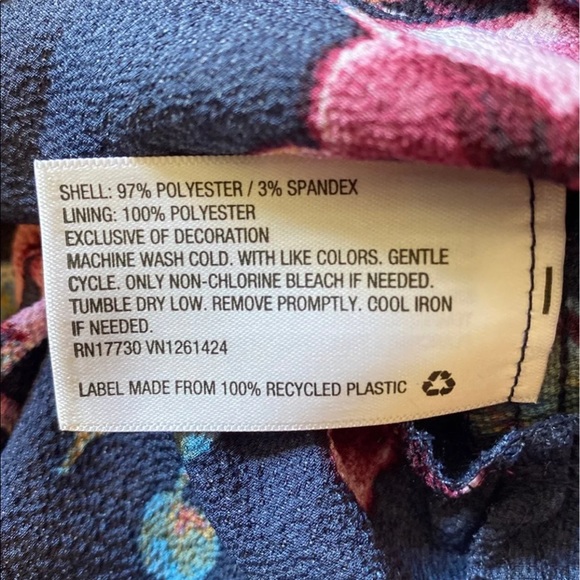 SHELL: 97% POLYESTER / 3% SPANDEX
LINING: 100% POLYESTER
EXCLUSIVE OF DECORATION
MACHINE WASH COLD. WITH LIKE COLORS. GENTLE
CYCLE. ONLY NON-CHLORINE BLEACH IF NEEDED.
TUMBLE DRY LOW. REMOVE PROMPTLY. COOL IRON
IF NEEDED.
RN17730 VN1261424
LABEL MADE FROM 100% RECYCLED PLASTIC